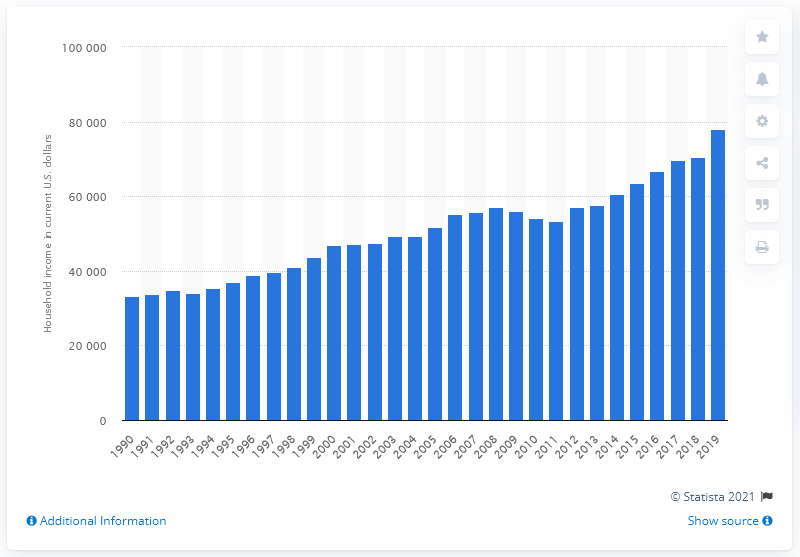 100 000
80 000
60 000
40 000
20 000
0
Household income in current U.S. dollars
1990 1991 1992 1993 1994 1995 1996 1997 1998 1999 2000 2001 2002 2003 2004 2005 2006 2007 2008 2009 2010 2011 2012 2013 2014 2015 2016 2017 2018 2019
© Statista 2021
Additional Information
Show source